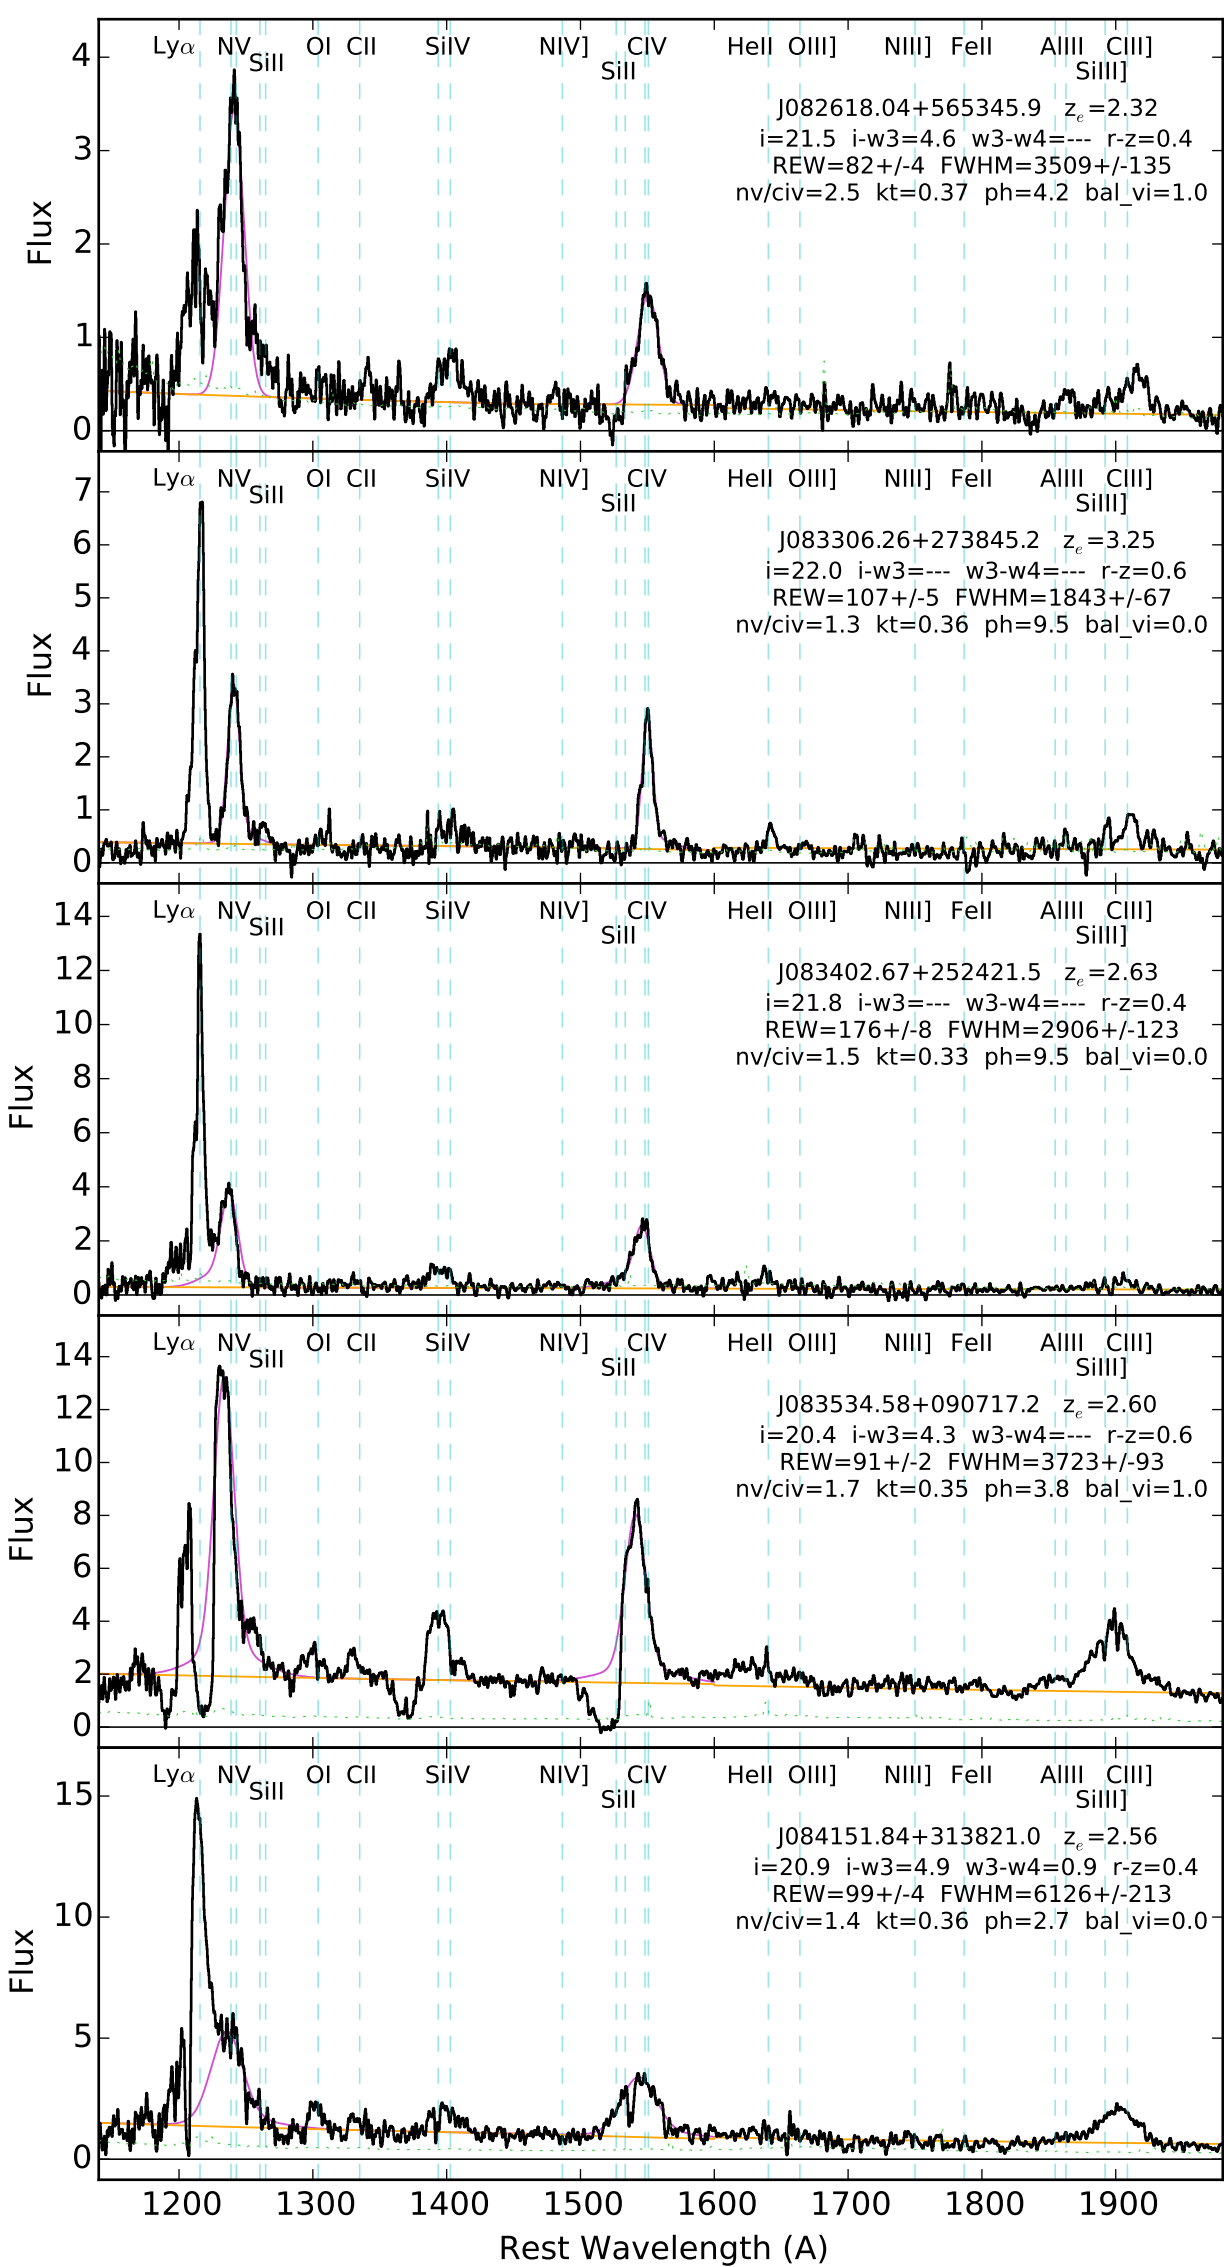 Lyα NV SiII OI CII SiIV NIV] SiII CIV HeII OIII] NIII] FeII AlIII SiIII] CIII]
J082618.04+565345.9 z_e=2.32
i=21.5 i-w3=4.6 w3-w4=--- r-z=0.4
REW=82+/-4 FWHM=3509+/-135
nv/civ=2.5 kt=0.37 ph=4.2 bal_vi=1.0
4
3
2
1
0
Flux
Lyα NV SiII OI CII SiIV NIV] SiII CIV HeII OIII] NIII] FeII AlIII SiIII] CIII]
J083306.26+273845.2 z_e=3.25
i=22.0 i-w3=--- w3-w4=--- r-z=0.6
REW=107+/-5 FWHM=1843+/-67
nv/civ=1.3 kt=0.36 ph=9.5 bal_vi=0.0
7
6
5
4
3
2
1
0
Flux
Lyα NV SiII OI CII SiIV NIV] SiII CIV HeII OIII] NIII] FeII AlIII SiIII] CIII]
J083402.67+252421.5 z_e=2.63
i=21.8 i-w3=--- w3-w4=--- r-z=0.4
REW=176+/-8 FWHM=2906+/-123
nv/civ=1.5 kt=0.33 ph=9.5 bal_vi=0.0
14
12
10
8
6
4
2
0
Flux
Lyα NV SiII OI CII SiIV NIV] SiII CIV HeII OIII] NIII] FeII AlIII SiIII] CIII]
J083534.58+090717.2 z_e=2.60
i=20.4 i-w3=4.3 w3-w4=--- r-z=0.6
REW=91+/-2 FWHM=3723+/-93
nv/civ=1.7 kt=0.35 ph=3.8 bal_vi=1.0
14
12
10
8
6
4
2
0
Flux
Lyα NV SiII OI CII SiIV NIV] SiII CIV HeII OIII] NIII] FeII AlIII SiIII] CIII]
J084151.84+313821.0 z_e=2.56
i=20.9 i-w3=4.9 w3-w4=0.9 r-z=0.4
REW=99+/-4 FWHM=6126+/-213
nv/civ=1.4 kt=0.36 ph=2.7 bal_vi=0.0
15
10
5
0
Flux
1200 1300 1400 1500 1600 1700 1800 1900
Rest Wavelength (A)